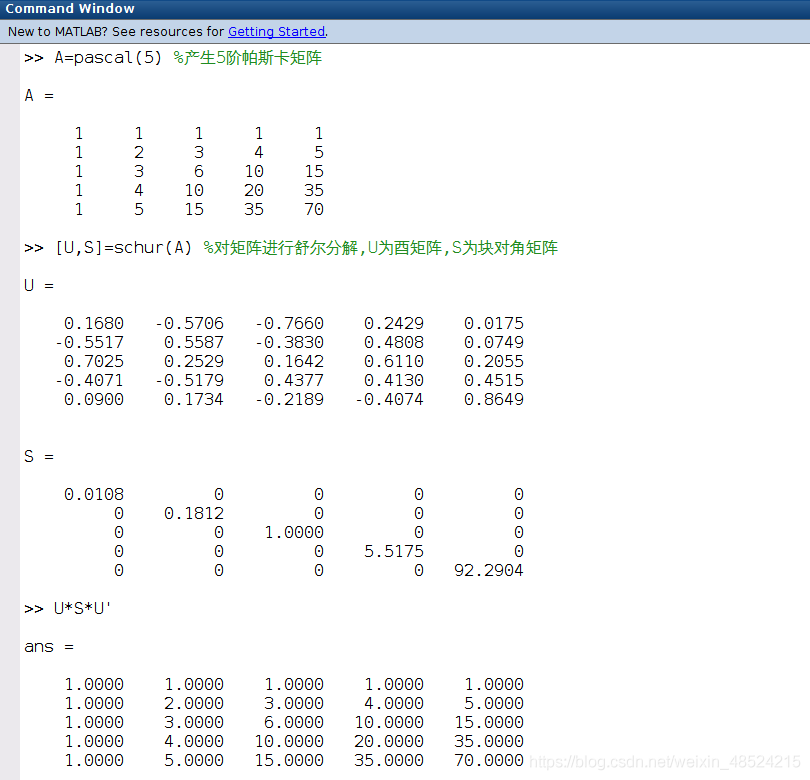 Command Window
New to MATLAB? See resources for Getting Started.
>> A=pascal(5) %产生5阶帕斯卡矩阵
A =
1 1 1 1 1
1 2 3 4 5
1 3 6 10 15
1 4 10 20 35
1 5 15 35 70
>> [U,S]=schur(A) %对矩阵进行舒尔分解,U为酉矩阵,S为块对角矩阵
U =
0.1680 -0.5706 -0.7660 0.2429 0.0175
-0.5517 0.5587 -0.3830 0.4808 0.0749
0.7025 0.2529 0.1642 0.6110 0.2055
-0.4071 -0.5179 0.4377 0.4130 0.4515
0.0900 0.1734 -0.2189 -0.4074 0.8649
S =
0.0108 0 0 0 0
0 0.1812 0 0 0
0 0 1.0000 0 0
0 0 0 5.5175 0
0 0 0 0 92.2904
>> U*S*U'
ans =
1.0000 1.0000 1.0000 1.0000 1.0000
1.0000 2.0000 3.0000 4.0000 5.0000
1.0000 3.0000 6.0000 10.0000 15.0000
1.0000 4.0000 10.0000 20.0000 35.0000
1.0000 5.0000 15.0000 35.0000 70.0000
https://blog.csdn.net/weixin_48524215